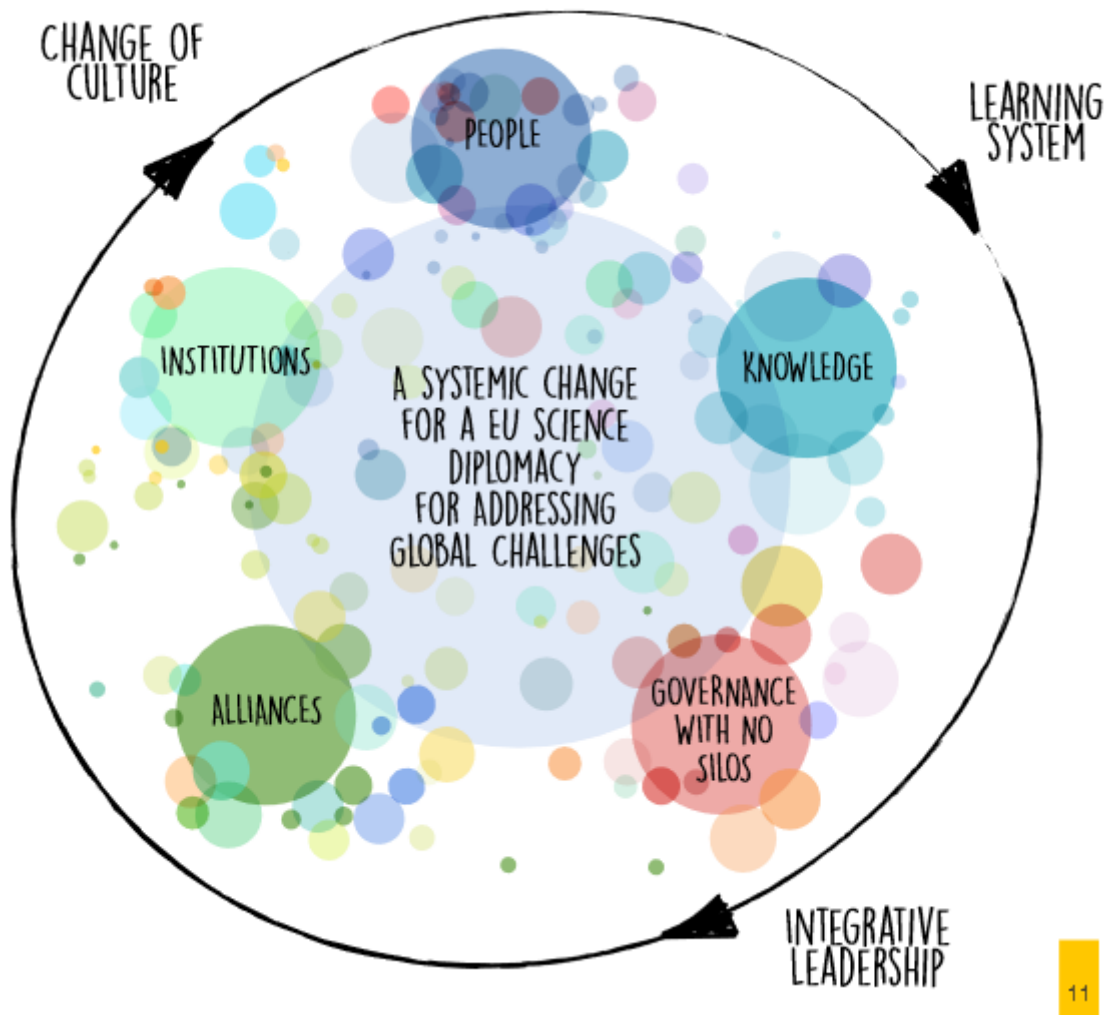 CHANGE OF
CULTURE
LEARNING
SYSTEM
PEOPLE
INSTITUTIONS
KNOWLEDGE
A SYSTEMIC CHANGE
FOR A EU SCIENCE
DIPLOMACY
FOR ADDRESSING
GLOBAL CHALLENGES
ALLIANCES
GOVERNANCE
WITH NO
SILOS
INTEGRATIVE
LEADERSHIP
11